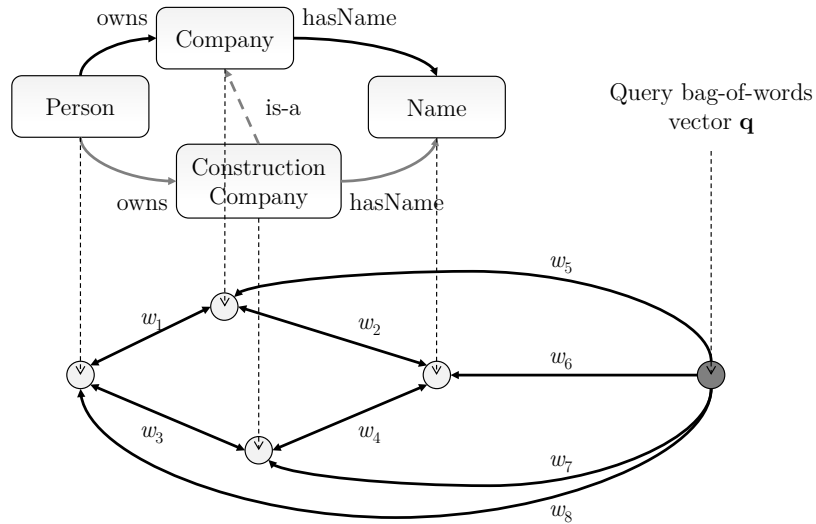 owns
hasName
Company
Person
Name
is-a
Construction
Company
owns
hasName
Query bag-of-words
vector q
w5
w1
w2
w6
w3
w4
w7
w8